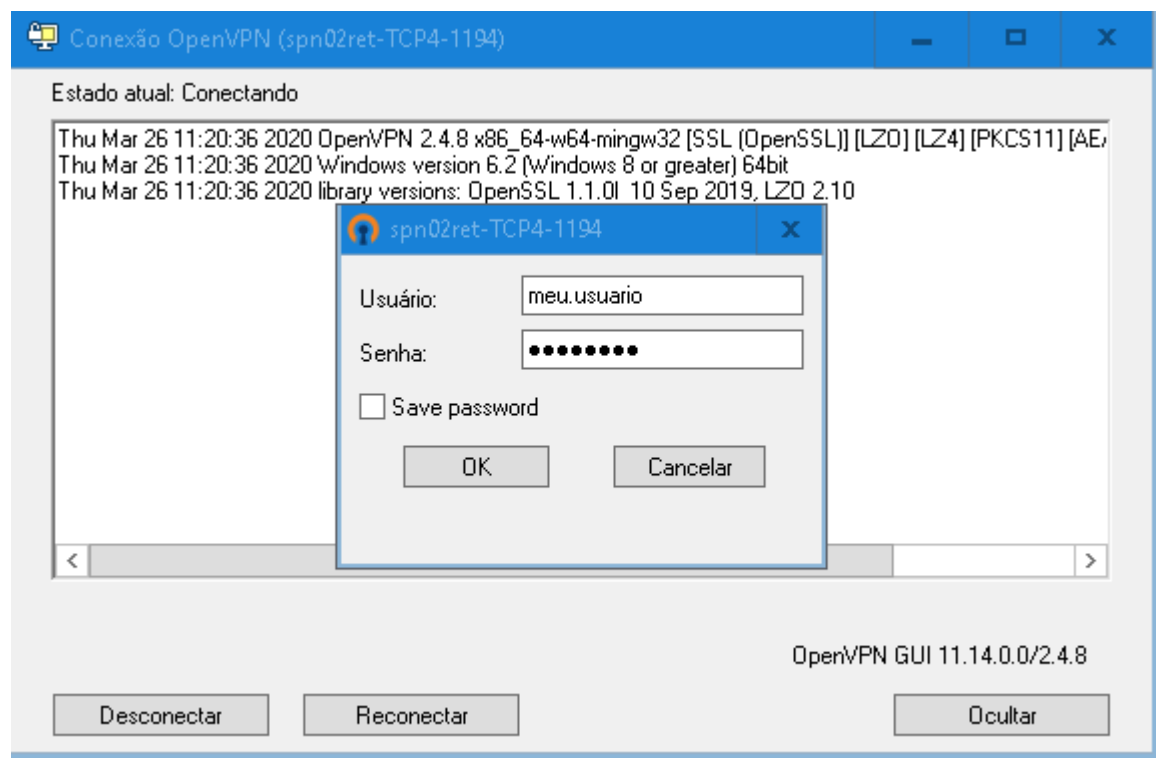 Conexão OpenVPN (spn02ret-TCP4-1194)
Estado atual: Conectando
Thu Mar 26 11:20:36 2020 OpenVPN 2.4.8 x86_64-w64-mingw32 [SSL (OpenSSL)] [LZO] [LZ4] [PKCS11] [AE
Thu Mar 26 11:20:36 2020 Windows version 6.2 (Windows 8 or greater) 64bit
Thu Mar 26 11:20:36 2020 library versions: OpenSSL 1.1.0l  10 Sep 2019, LZO 2.10
spn02ret-TCP4-1194
Usuário: meu.usuario
Senha: ●●●●●●●●
Save password
OK Cancelar
OpenVPN GUI 11.14.0.0/2.4.8
Desconectar Reconectar Ocultar